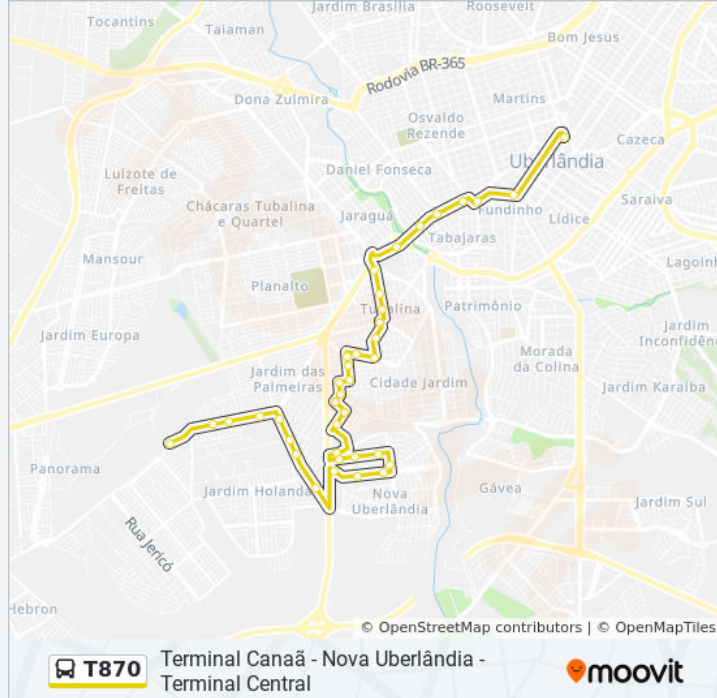 Jardim Brasília
Roosevelt
Tocantins
Taiaman
Bom Jesus
Rodovia BR-365
Dona Zulmira
Martins
Osvaldo
Rezende
Cazeca
Uberlândia
Daniel Fonseca
Luizote de
Freitas
Saraiva
Chácaras Tubalina
e Quartel
Jaraguá
Fundinho
Lídice
Tabajaras
Mansour
Lagoinh
Planalto
Tubalina
Patrimônio
Jardim Europa
Jardim
Inconfidênc
Morada
da Colina
Jardim das
Palmeiras
Cidade Jardim
Jardim Karaíba
Panorama
Jardim Holanda
Nova
Uberlândia
Gávea
Jardim Sul
Rua Jericó
Hebron
© OpenStreetMap contributors | © OpenMapTiles
T870
Terminal Canaã - Nova Uberlândia -
Terminal Central
moovit